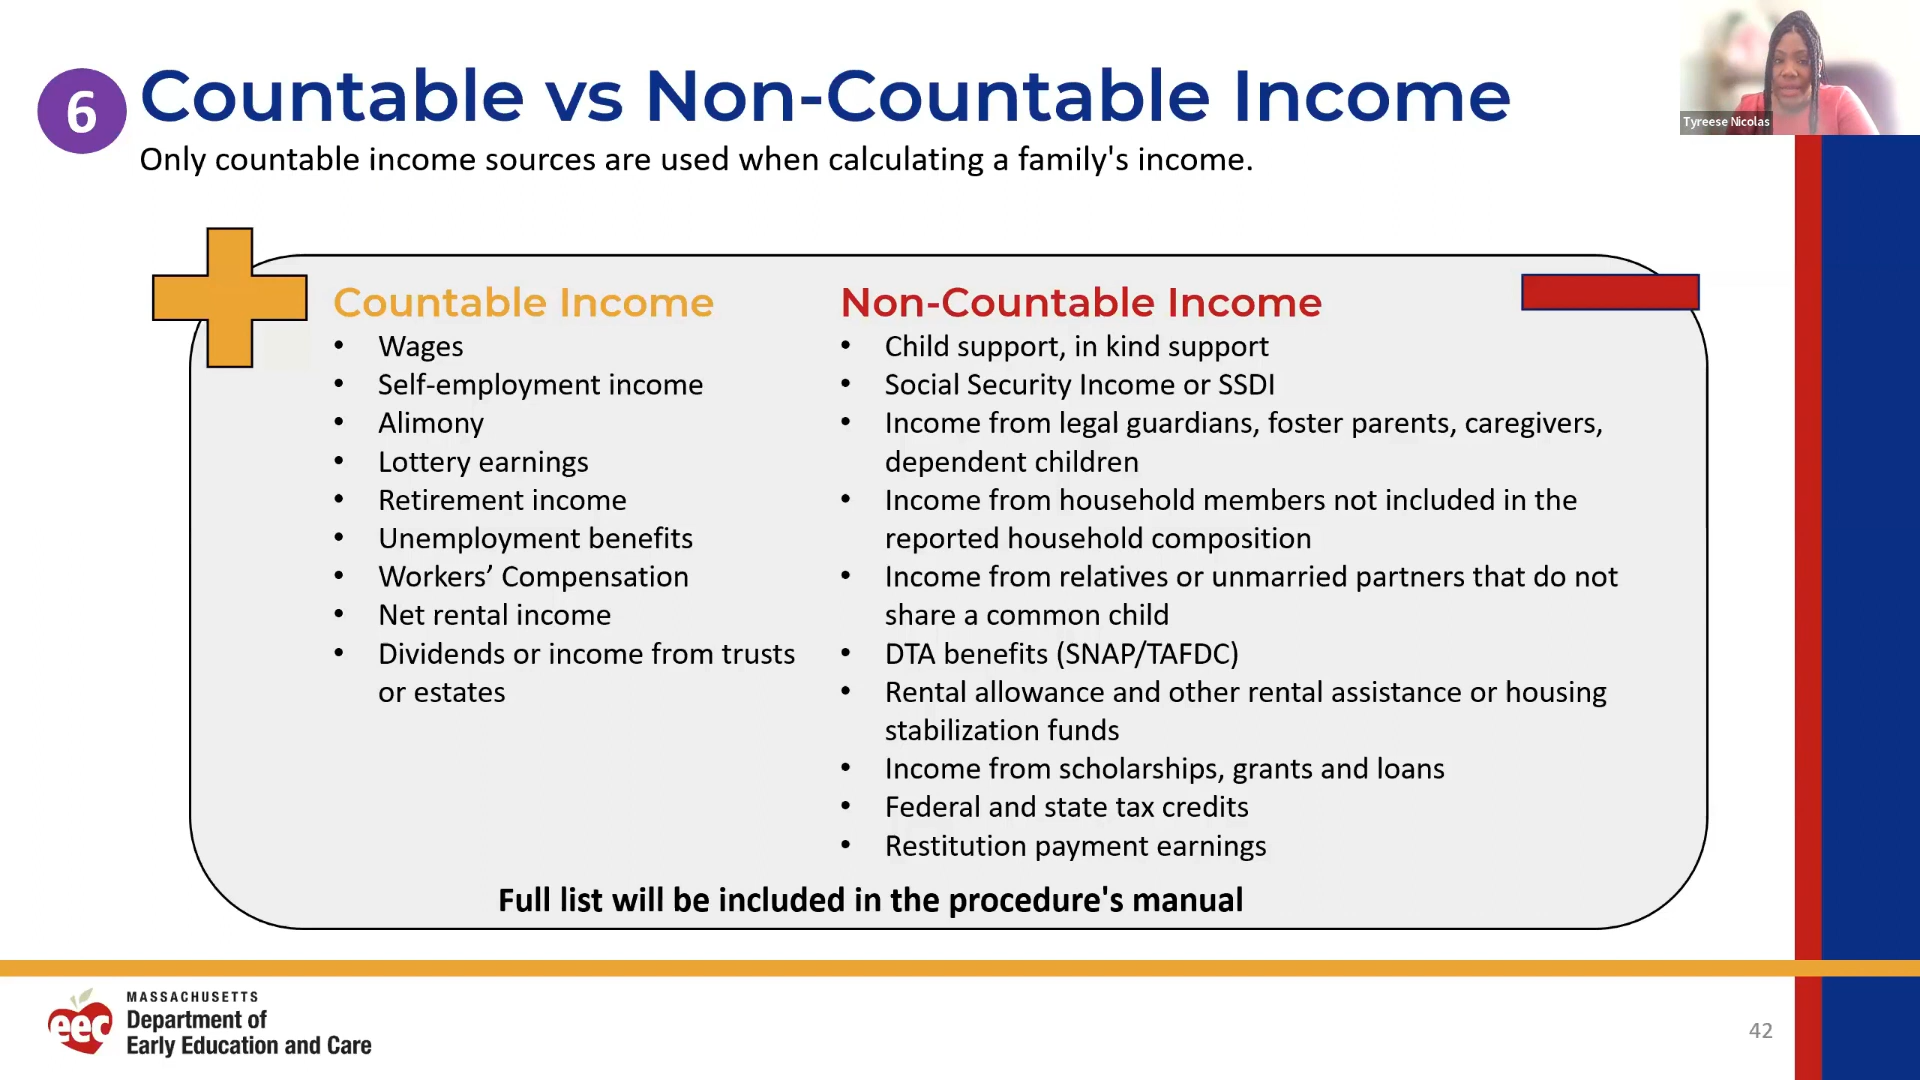 6
Countable vs Non-Countable Income
Only countable income sources are used when calculating a family's income.
Tyreese Nicolas
Countable Income
• Wages
• Self-employment income
• Alimony
• Lottery earnings
• Retirement income
• Unemployment benefits
• Workers’ Compensation
• Net rental income
• Dividends or income from trusts
or estates
Non-Countable Income
• Child support, in kind support
• Social Security Income or SSDI
• Income from legal guardians, foster parents, caregivers,
dependent children
• Income from household members not included in the
reported household composition
• Income from relatives or unmarried partners that do not
share a common child
• DTA benefits (SNAP/TAFDC)
• Rental allowance and other rental assistance or housing
stabilization funds
• Income from scholarships, grants and loans
• Federal and state tax credits
• Restitution payment earnings
Full list will be included in the procedure's manual
eec
MASSACHUSETTS
Department of
Early Education and Care
42